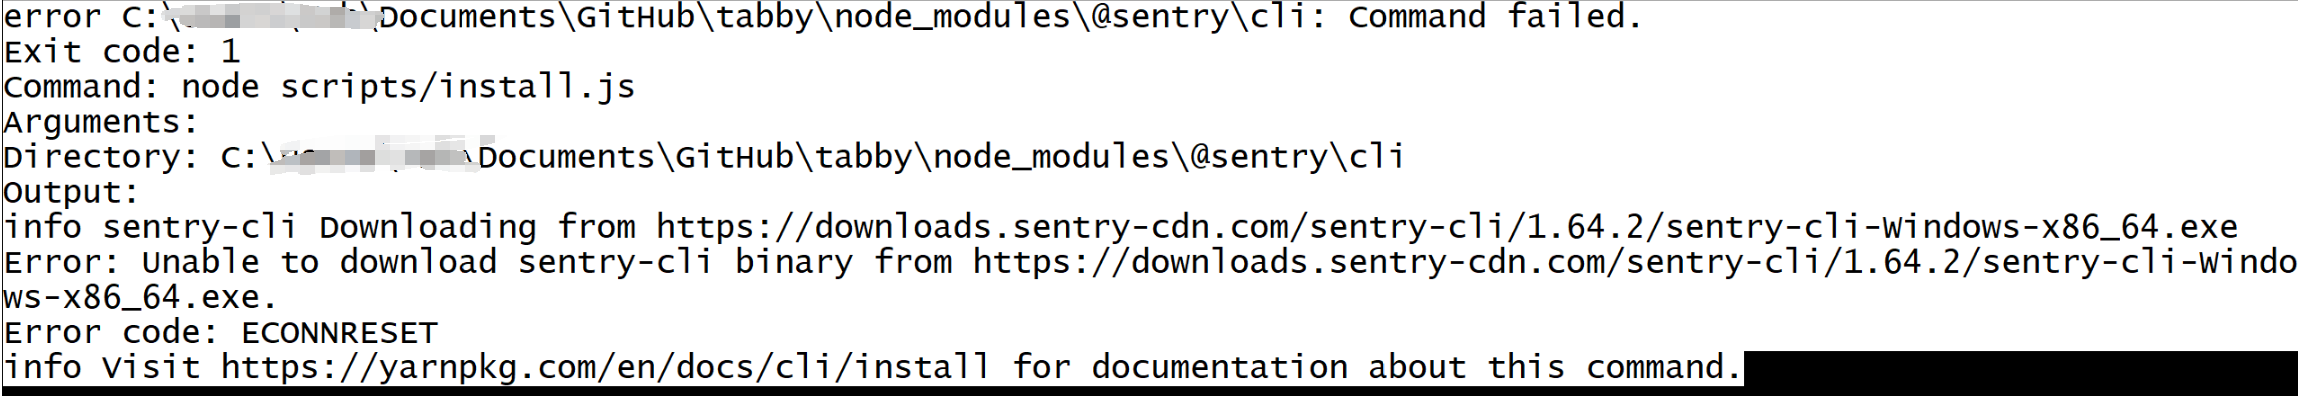 error C:\Documents\GitHub\tabby\node_modules\@sentry\cli: Command failed.
Exit code: 1
Command: node scripts/install.js
Arguments:
Directory: C:\Documents\GitHub\tabby\node_modules\@sentry\cli
Output:
info sentry-cli Downloading from https://downloads.sentry-cdn.com/sentry-cli/1.64.2/sentry-cli-Windows-x86_64.exe
Error: Unable to download sentry-cli binary from https://downloads.sentry-cdn.com/sentry-cli/1.64.2/sentry-cli-Windo
ws-x86_64.exe.
Error code: ECONNRESET
info Visit https://yarnpkg.com/en/docs/cli/install for documentation about this command.